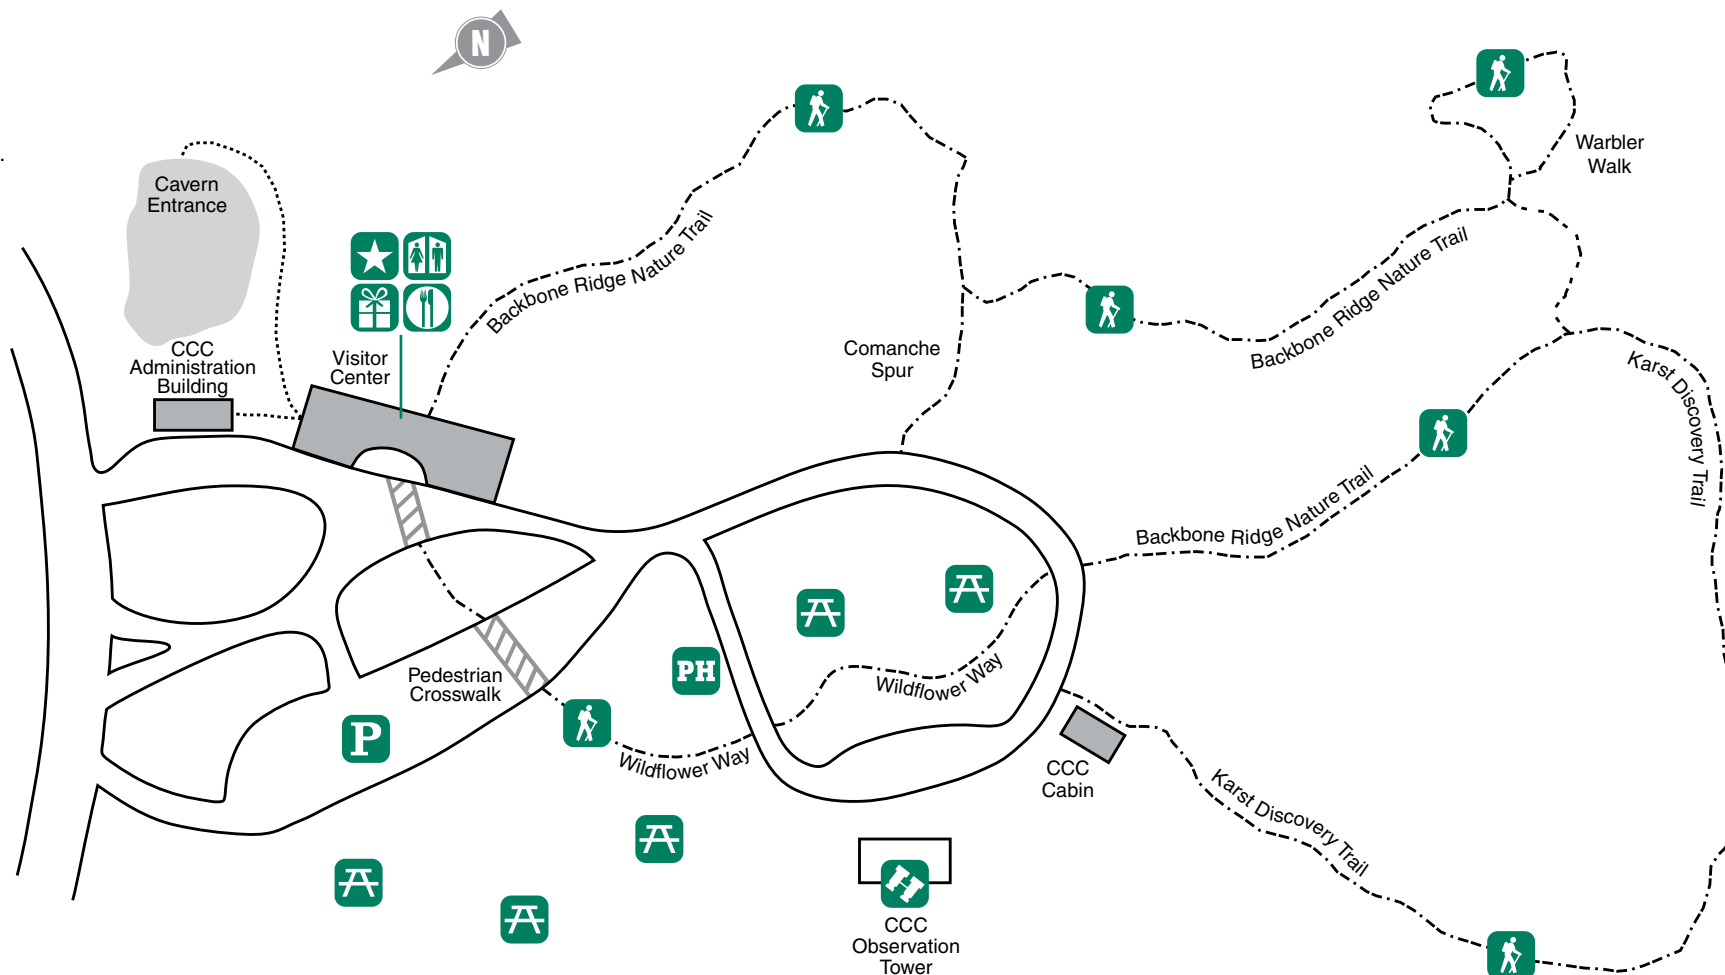 N
Warbler
Walk
Cavern
Entrance
Backbone Ridge Nature Trail
Backbone Ridge Nature Trail
CCC
Administration
Building
Visitor
Center
Comanche
Spur
Karst Discovery Trail
Backbone Ridge Nature Trail
Pedestrian
Crosswalk
PH
Wildflower Way
P
Wildflower Way
CCC
Cabin
Karst Discovery Trail
CCC
Observation
Tower